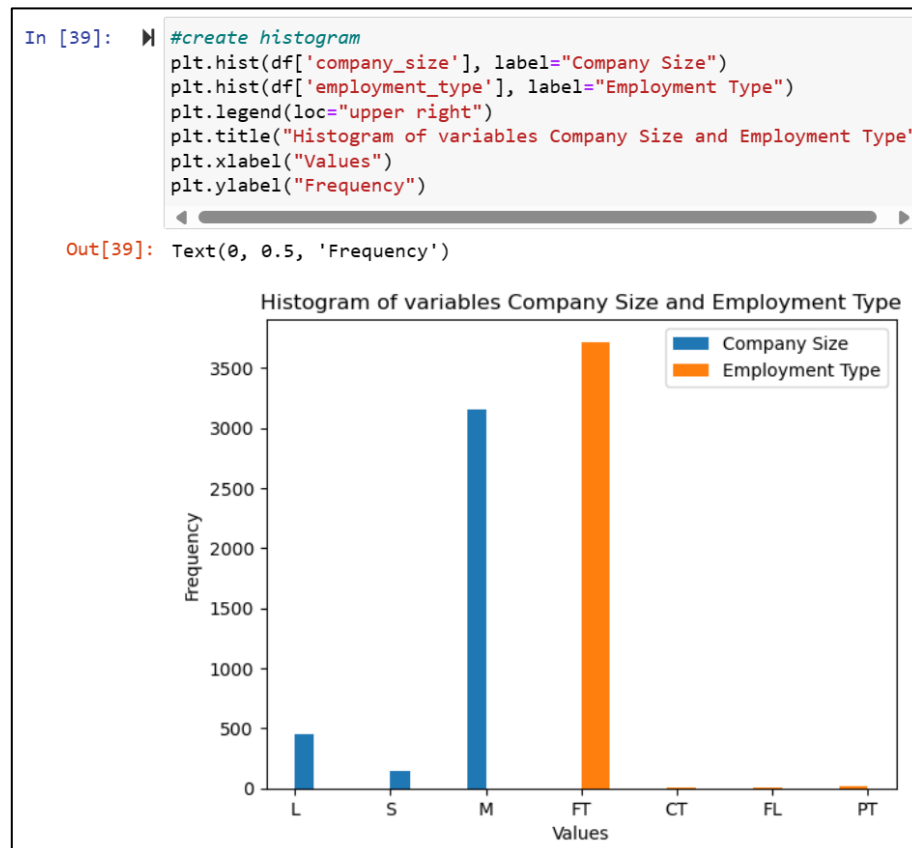 In [39]:
#create histogram
plt.hist(df['company_size'], label="Company Size")
plt.hist(df['employment_type'], label="Employment Type")
plt.legend(loc="upper right")
plt.title("Histogram of variables Company Size and Employment Type"
plt.xlabel("Values")
plt.ylabel("Frequency")
Out[39]: Text(0, 0.5, 'Frequency')
Histogram of variables Company Size and Employment Type
Company Size
Employment Type
3500
3000
2500
2000
1500
1000
500
0
Frequency
L S M FT CT FL PT
Values